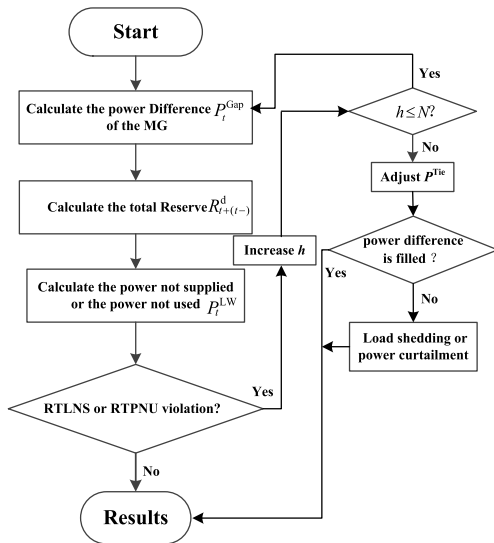 Start
Calculate the power Difference P_t^Gap
of the MG
Calculate the total Reserve R_{t+(t-)}^d
Calculate the power not supplied
or the power not used P_t^LW
RTLNS or RTPNU violation?
Yes
No
Results
Increase h
Yes
h≤N?
No
Adjust P^Tie
power difference
is filled ?
Yes
No
Load shedding or
power curtailment